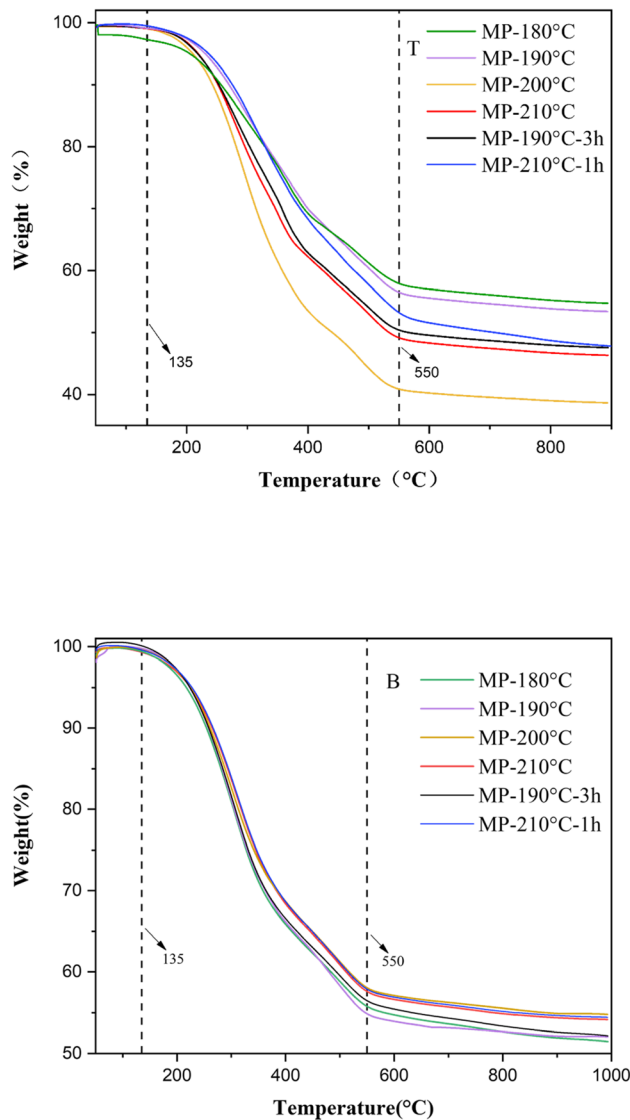 100
80
60
40
Weight（%）
T
MP-180°C
MP-190°C
MP-200°C
MP-210°C
MP-190°C-3h
MP-210°C-1h
135
550
200
400
600
800
Temperature（°C）
100
90
80
70
60
50
Weight(%)
B
MP-180°C
MP-190°C
MP-200°C
MP-210°C
MP-190°C-3h
MP-210°C-1h
135
550
200
400
600
800
1000
Temperature(°C)